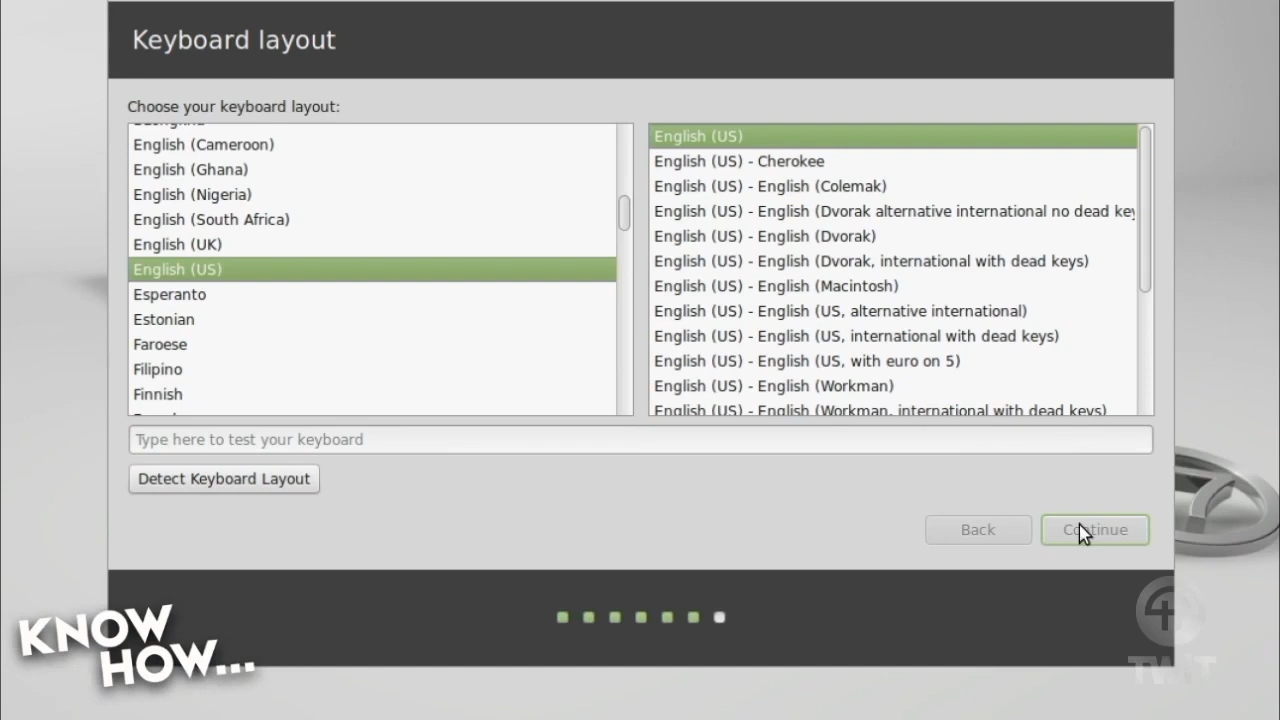 Keyboard layout
Choose your keyboard layout:
English (Cameroon)
English (Ghana)
English (Nigeria)
English (South Africa)
English (UK)
English (US)
Esperanto
Estonian
Faroese
Filipino
Finnish
English (US)
English (US) - Cherokee
English (US) - English (Colemak)
English (US) - English (Dvorak alternative international no dead key
English (US) - English (Dvorak)
English (US) - English (Dvorak, international with dead keys)
English (US) - English (Macintosh)
English (US) - English (US, alternative international)
English (US) - English (US, international with dead keys)
English (US) - English (US, with euro on 5)
English (US) - English (Workman)
English (US) - English (Workman, international with dead keys)
Type here to test your keyboard
Detect Keyboard Layout
Back
Continue
7
KNOW
HOW...
TWiT